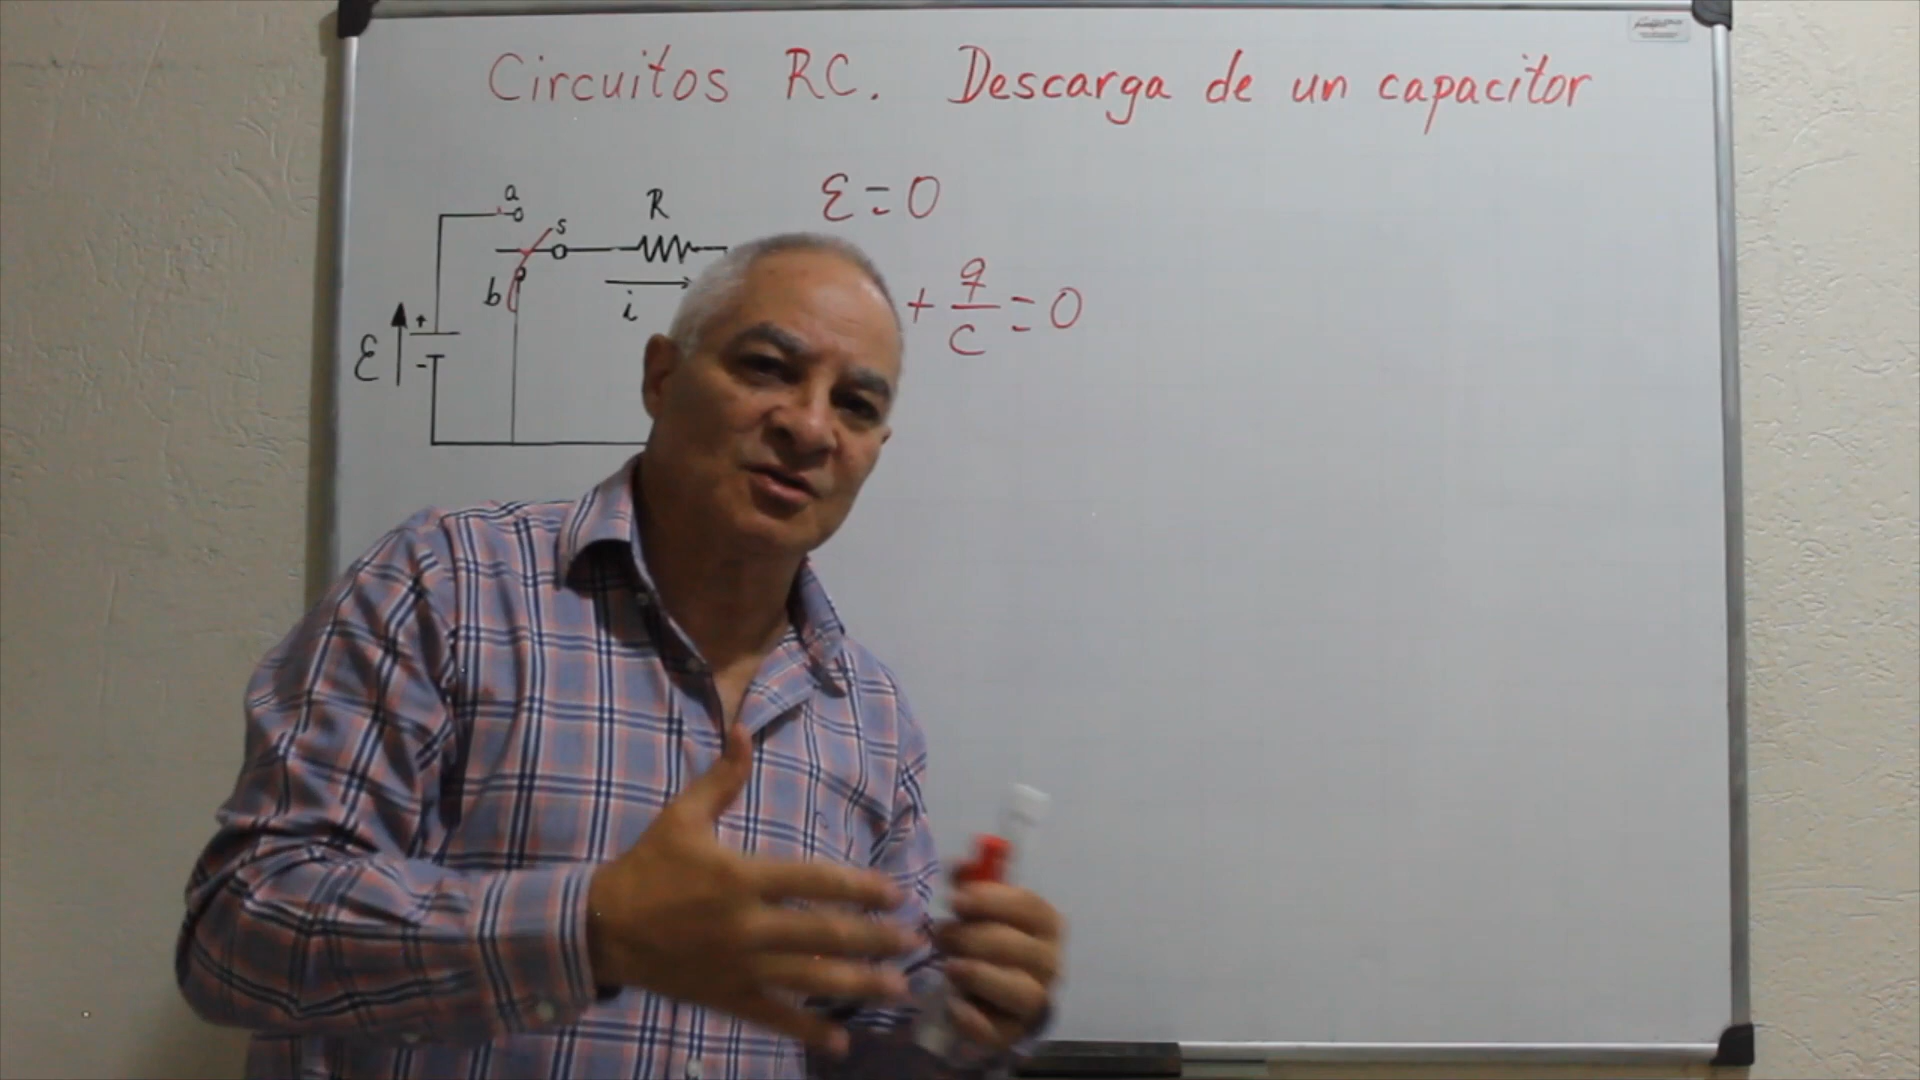 Circuitos RC. Descarga de un capacitor
a
s
R
b
i
+
-
Ɛ
Ɛ = 0
+ q/C = 0